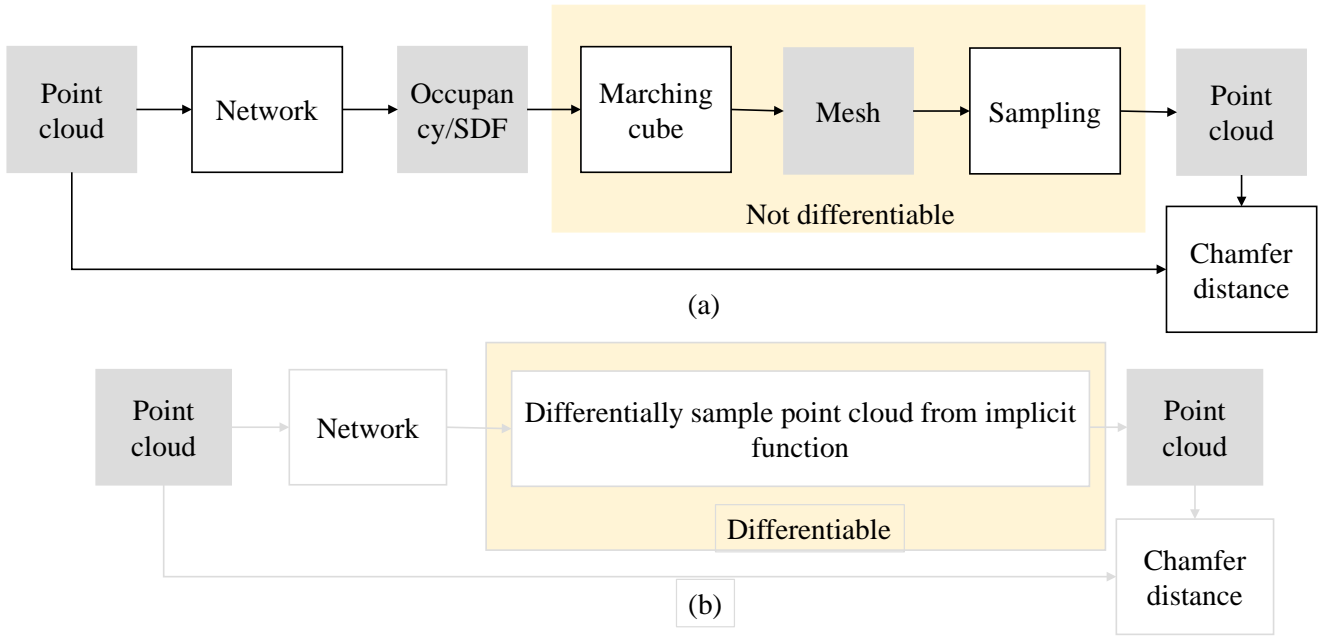 Point
cloud
Network
Occupan
cy/SDF
Marching
cube
Mesh
Sampling
Point
cloud
Not differentiable
Chamfer
distance
(a)
Point
cloud
Network
Differentially sample point cloud from implicit
function
Point
cloud
Differentiable
Chamfer
distance
(b)